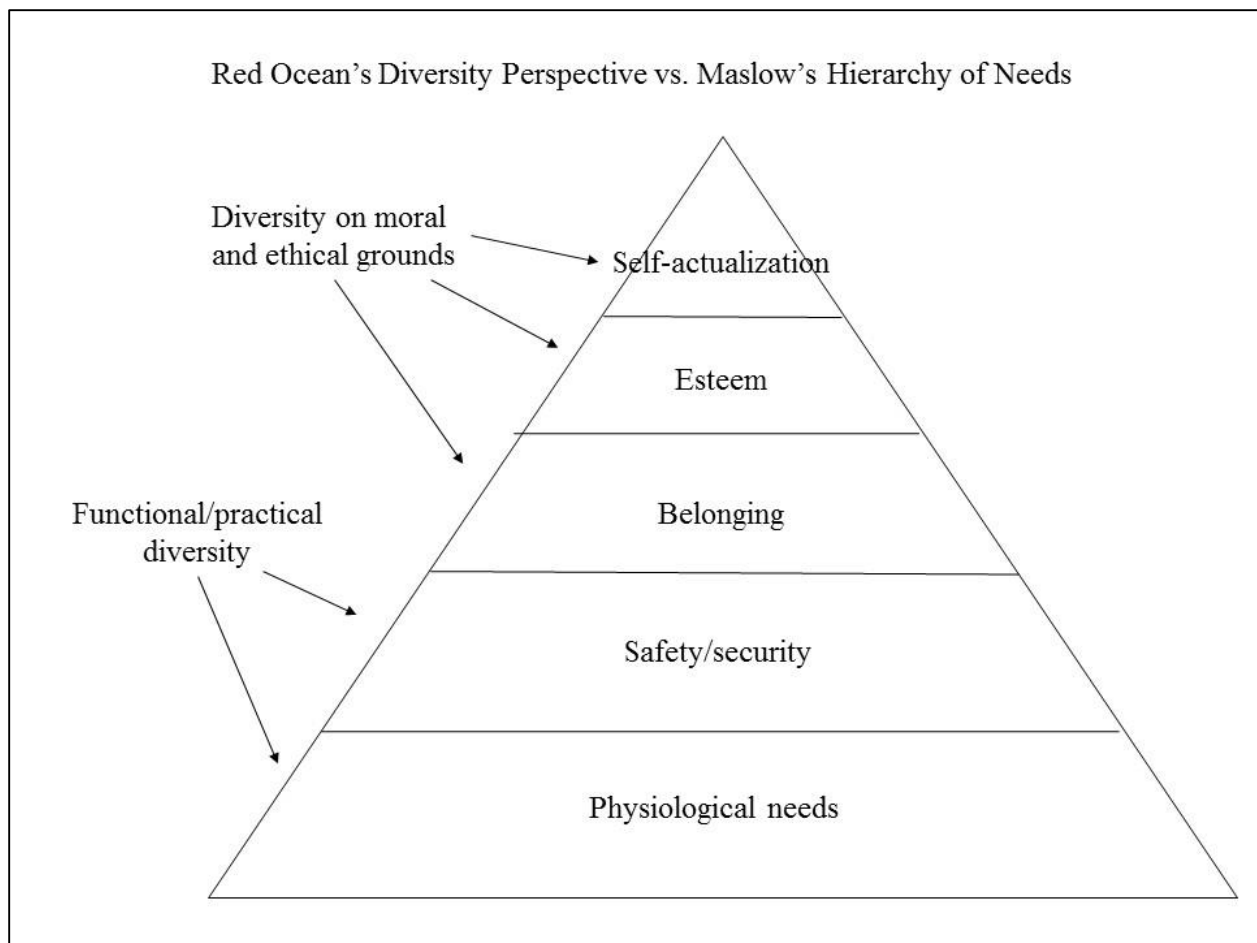 Red Ocean's Diversity Perspective vs. Maslow's Hierarchy of Needs
Diversity on moral
and ethical grounds
Self-actualization
Esteem
Functional/practical
diversity
Belonging
Safety/security
Physiological needs